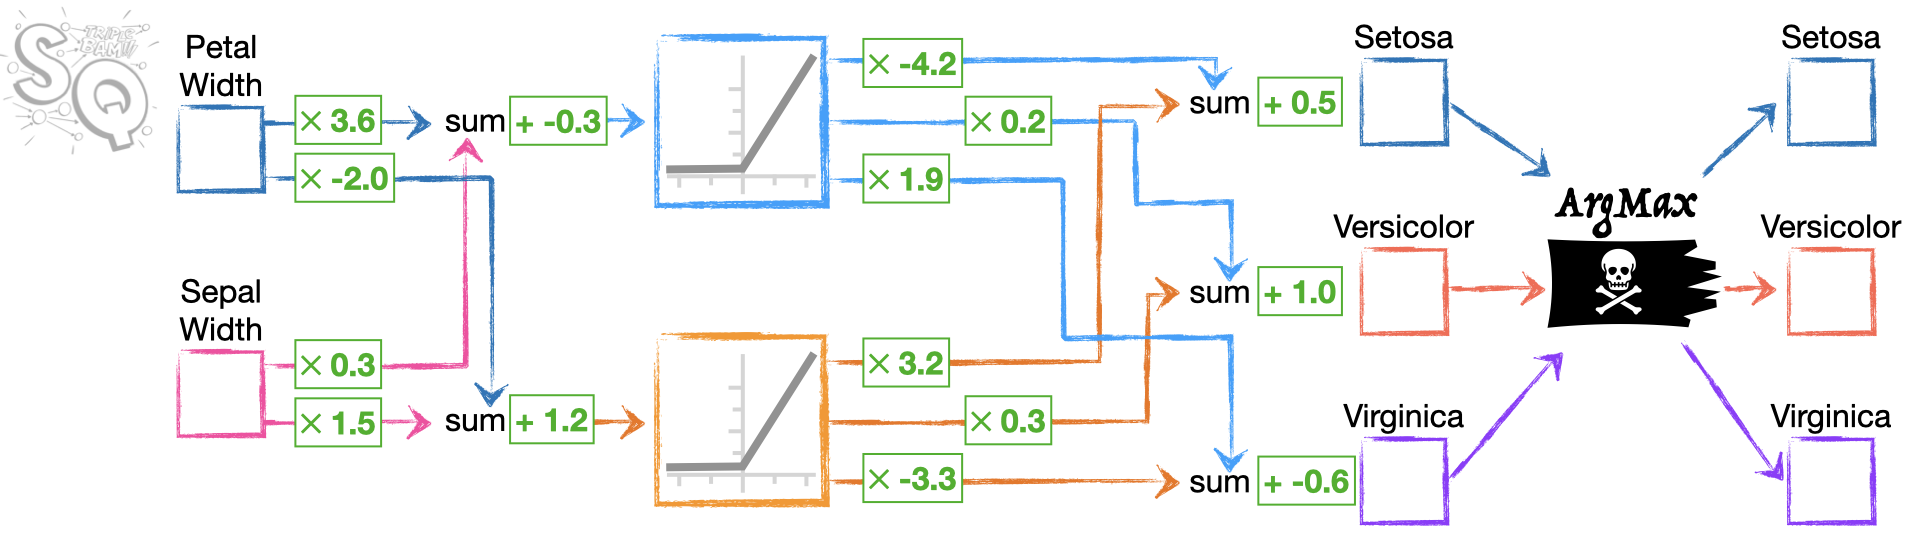 SQ
TRIPLE
BAM!!!
Petal
Width
× 3.6
sum
+ -0.3
× -2.0
Sepal
Width
× 0.3
× 1.5
sum
+ 1.2
× -4.2
× 0.2
× 1.9
× 3.2
× 0.3
× -3.3
sum
+ 0.5
sum
+ 1.0
sum
+ -0.6
Setosa
Versicolor
Virginica
ArgMax
Setosa
Versicolor
Virginica